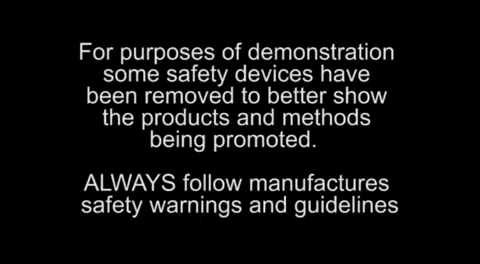 For purposes of demonstration
some safety devices have
been removed to better show
the products and methods
being promoted.
ALWAYS follow manufactures
safety warnings and guidelines